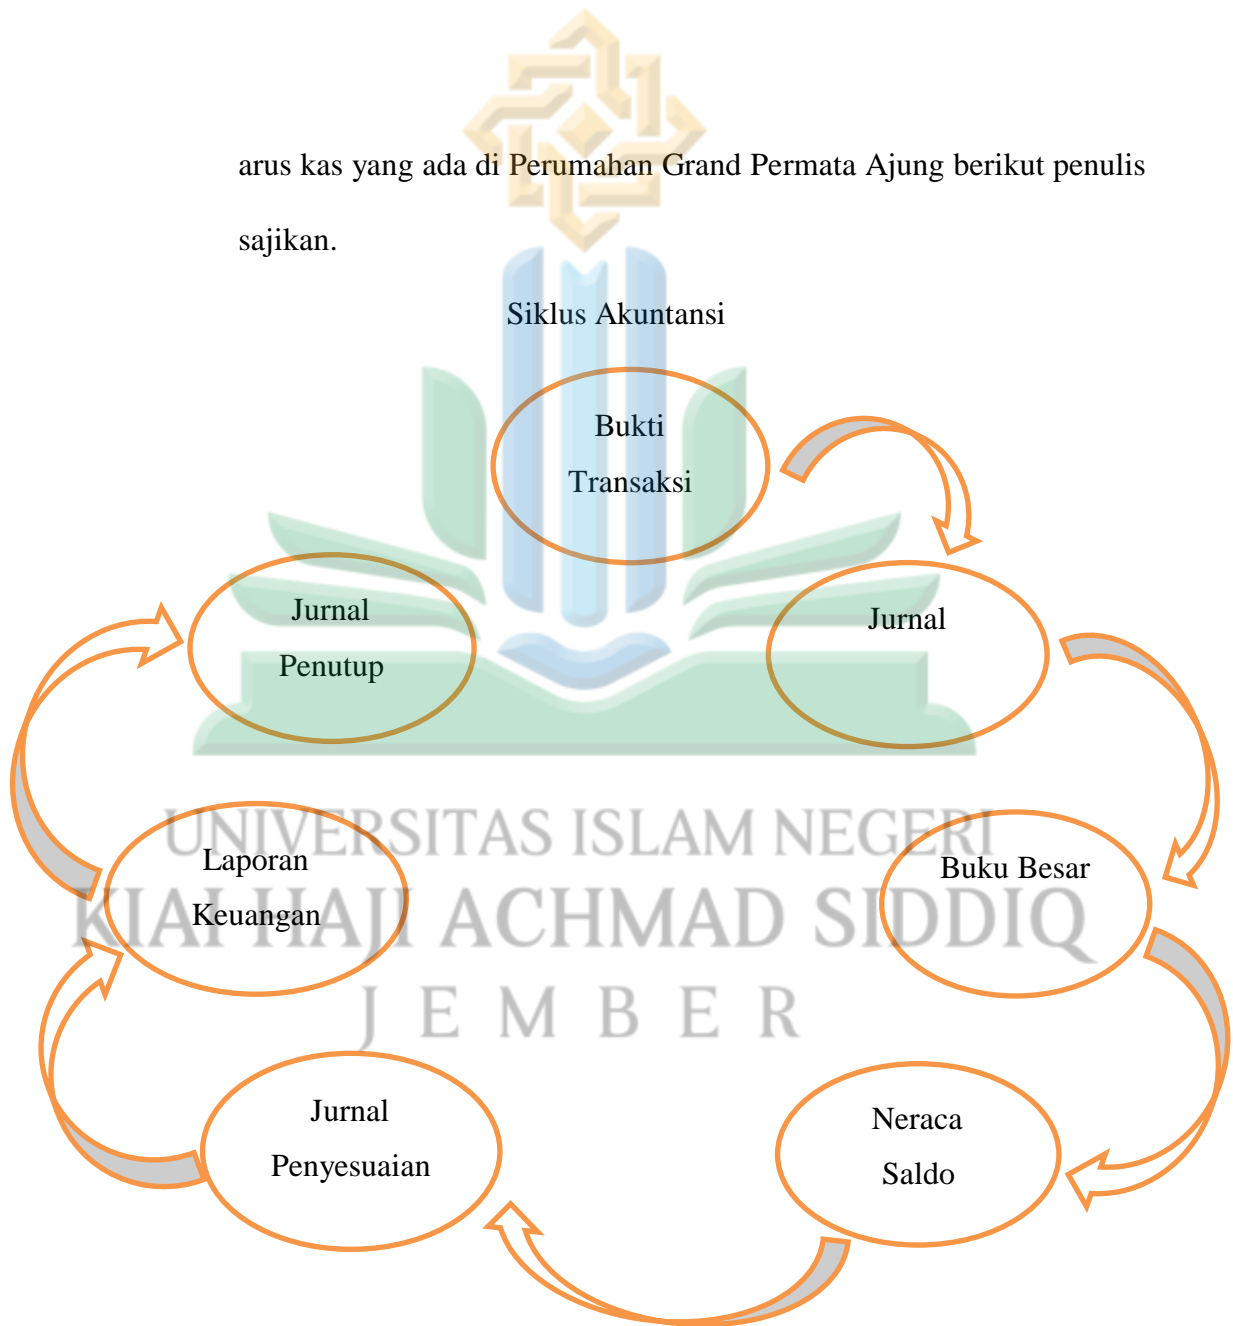 arus kas yang ada di Perumahan Grand Permata Ajung berikut penulis
sajikan.
Siklus Akuntansi
Bukti
Transaksi
Jurnal
Buku Besar
Neraca
Saldo
Jurnal
Penyesuaian
Laporan
Keuangan
Jurnal
Penutup
UNIVERSITAS ISLAM NEGERI
KIAI HAJI ACHMAD SIDDIQ
JEMBER